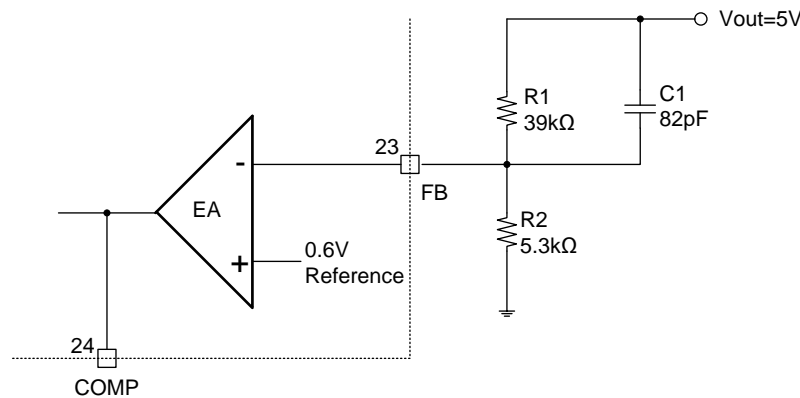 Vout=5V
R1
39kΩ
C1
82pF
23
-
FB
EA
R2
5.3kΩ
+
0.6V
Reference
24
COMP